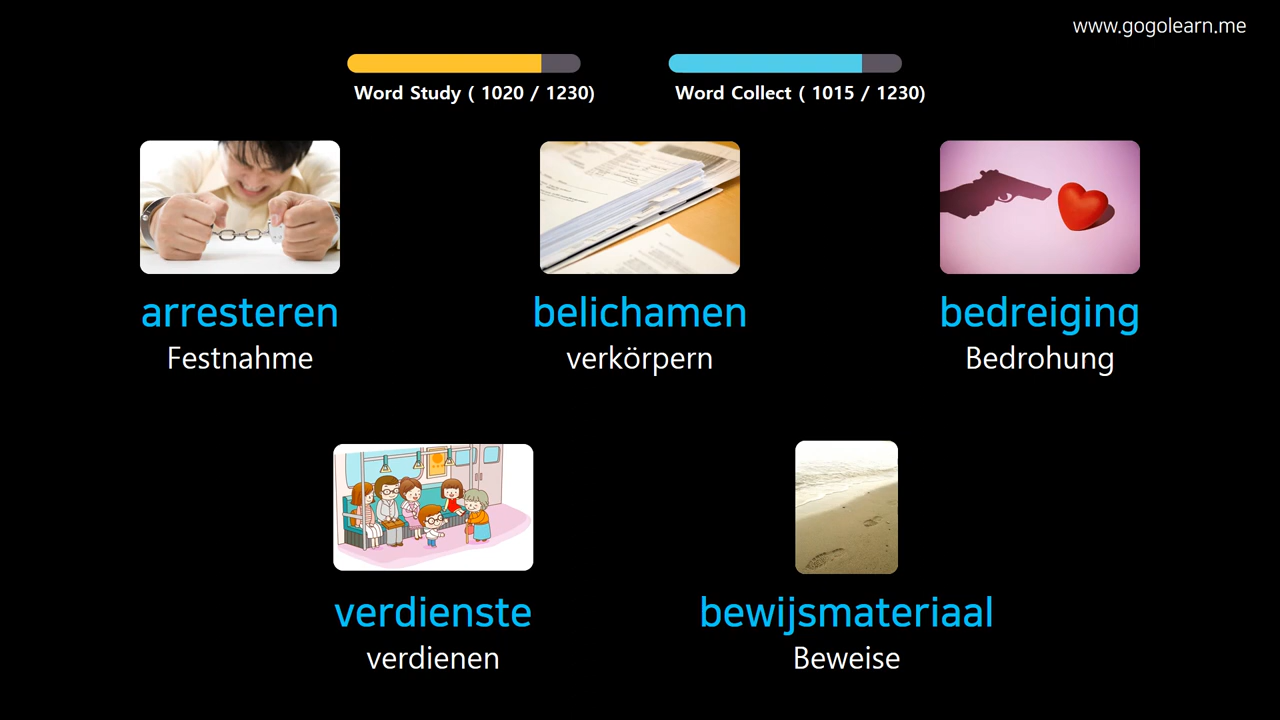 www.gogolearn.me
Word Study ( 1020 / 1230)
Word Collect ( 1015 / 1230)
arresteren
Festnahme
belichamen
verkörpern
bedreiging
Bedrohung
verdienste
verdienen
bewijsmateriaal
Beweise